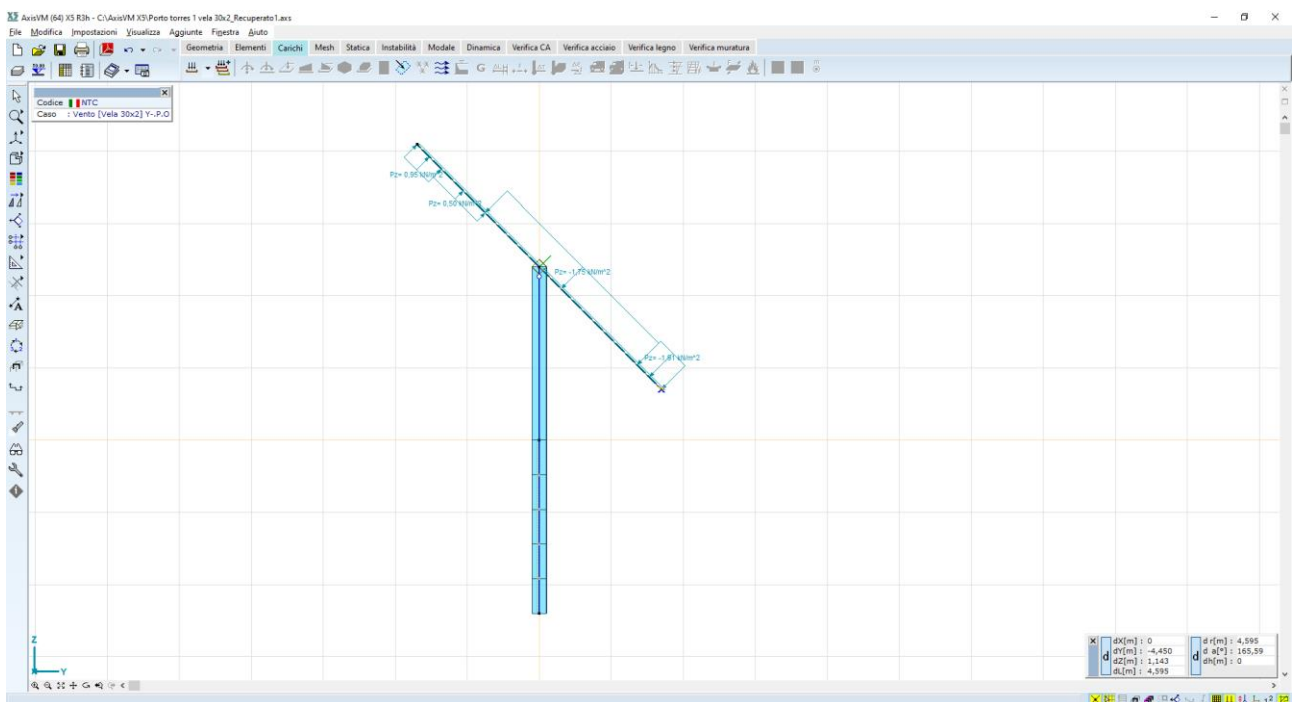 AxisVM (64) X5 R3h - C:\AxisVM X5\Porto torres 1 vela 30x2_Recuperato1.axs
File Modifica Impostazioni Visualizza Aggiunte Finestra Aiuto
Geometria Elementi Carichi Mesh Statica Instabilità Modale Dinamica Verifica CA Verifica acciaio Verifica legno Verifica muratura
Codice NTC
Caso : Vento [Vela 30x2] Y-.P.O
Pz= 0,95 kN/m^2
Pz= 0,50 kN/m^2
Pz= -1,75 kN/m^2
Pz= -1,81 kN/m^2
Z
Y
d
dX[m] : 0
dY[m] : -4,450
dZ[m] : 1,143
dL[m] : 4,595
d
d r[m] : 4,595
d a[°] : 165,59
dh[m] : 0